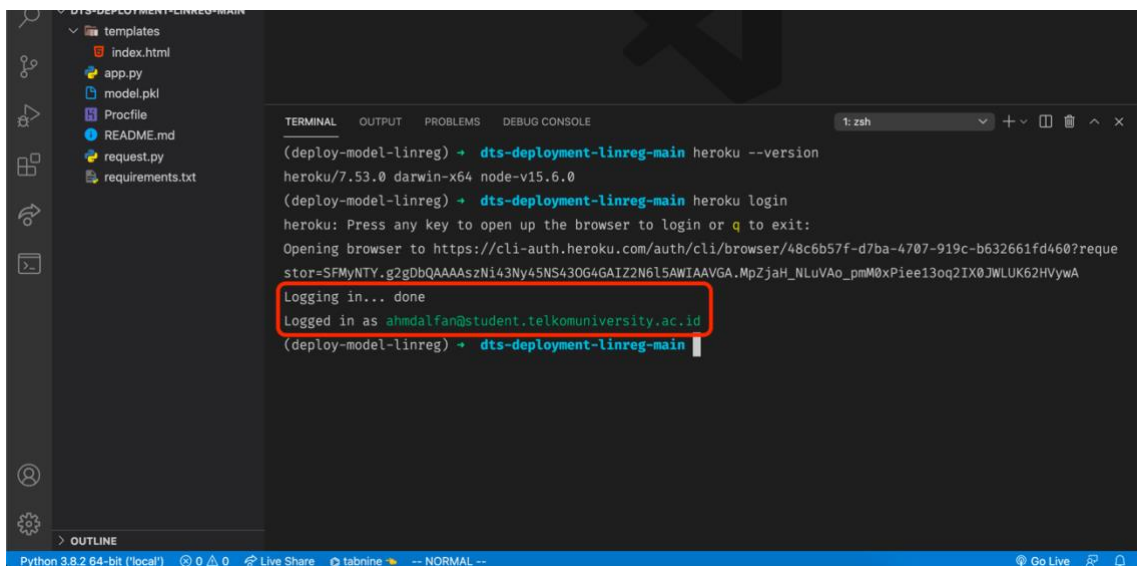 DTS-DEPLOYMENT-LINREG-MAIN
templates
index.html
app.py
model.pkl
Procfile
README.md
request.py
requirements.txt
OUTLINE
TERMINAL OUTPUT PROBLEMS DEBUG CONSOLE 1: zsh
(deploy-model-linreg) → dts-deployment-linreg-main heroku --version
heroku/7.53.0 darwin-x64 node-v15.6.0
(deploy-model-linreg) → dts-deployment-linreg-main heroku login
heroku: Press any key to open up the browser to login or q to exit:
Opening browser to https://cli-auth.heroku.com/auth/cli/browser/48c6b57f-d7ba-4707-919c-b632661fd460?reque
stor=SFMyNTY.g2gDbQAAAAszNi43Ny45NS43OG4GAIZ2N6l5AWIAAVGA.MpZjaH_NLuVAo_pmM0xPiee13oq2IX0JWLUK62HVywA
Logging in... done
Logged in as ahmdalfan@student.telkomuniversity.ac.id
(deploy-model-linreg) → dts-deployment-linreg-main
Python 3.8.2 64-bit ('local') 0 0 Live Share tabnine -- NORMAL -- Go Live